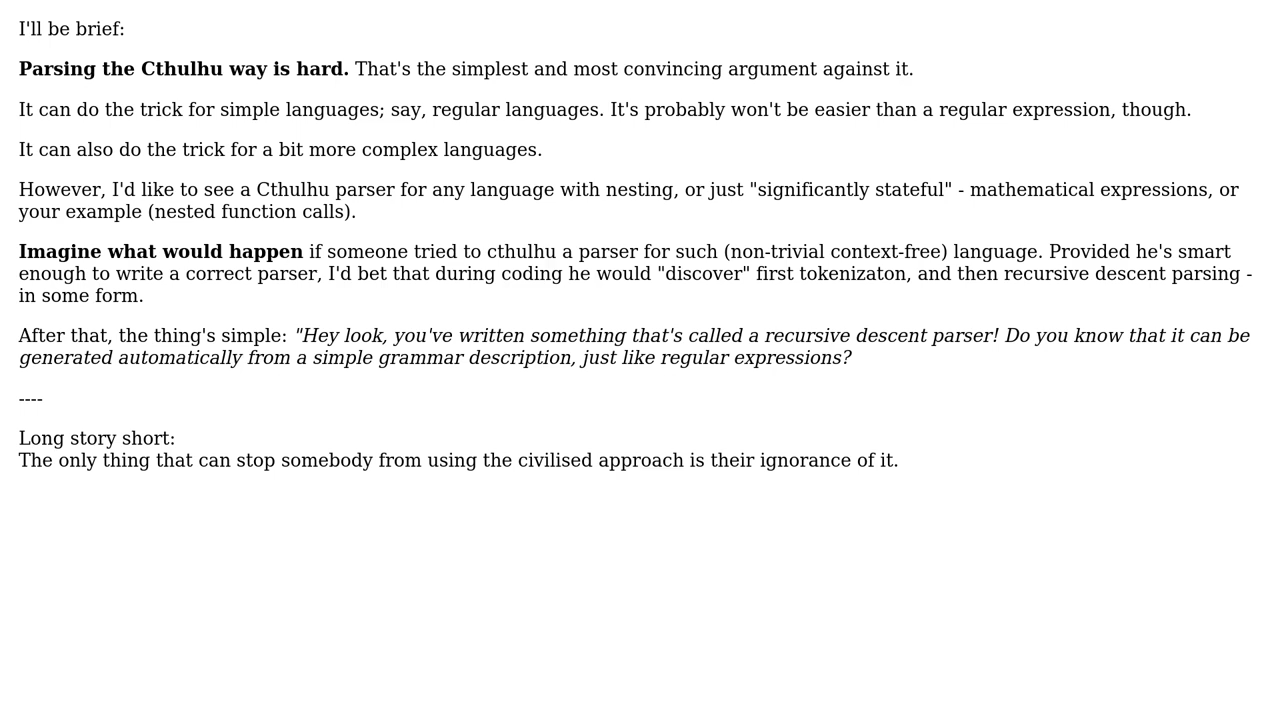 I'll be brief:
Parsing the Cthulhu way is hard. That's the simplest and most convincing argument against it.
It can do the trick for simple languages; say, regular languages. It's probably won't be easier than a regular expression, though.
It can also do the trick for a bit more complex languages.
However, I'd like to see a Cthulhu parser for any language with nesting, or just "significantly stateful" - mathematical expressions, or
your example (nested function calls).
Imagine what would happen if someone tried to cthulhu a parser for such (non-trivial context-free) language. Provided he's smart
enough to write a correct parser, I'd bet that during coding he would "discover" first tokenizaton, and then recursive descent parsing -
in some form.
After that, the thing's simple: "Hey look, you've written something that's called a recursive descent parser! Do you know that it can be
generated automatically from a simple grammar description, just like regular expressions?
----
Long story short:
The only thing that can stop somebody from using the civilised approach is their ignorance of it.